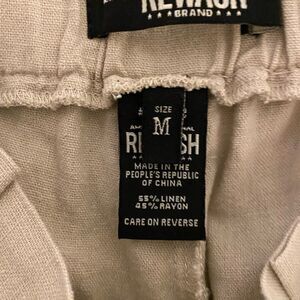 REWASH
BRAND
SIZE
M
MADE IN THE
PEOPLE'S REPUBLIC
OF CHINA
55% LINEN
45% RAYON
CARE ON REVERSE